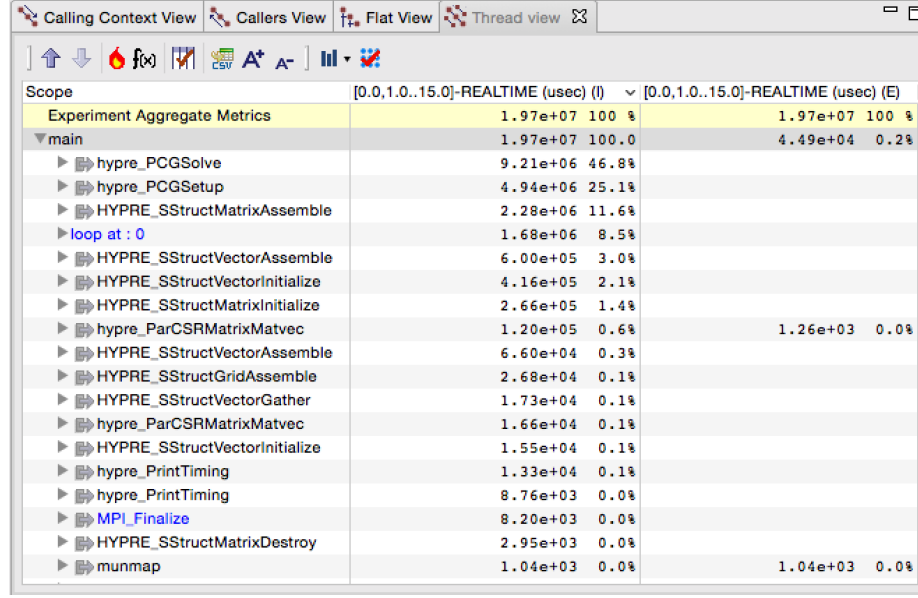 Calling Context View Callers View Flat View Thread view
f(x) CSV A+ A-
Scope [0.0,1.0..15.0]-REALTIME (usec) (I) [0.0,1.0..15.0]-REALTIME (usec) (E)
Experiment Aggregate Metrics 1.97e+07 100 % 1.97e+07 100 %
main 1.97e+07 100.0 4.49e+04 0.2%
hypre_PCGSolve 9.21e+06 46.8%
hypre_PCGSetup 4.94e+06 25.1%
HYPRE_SStructMatrixAssemble 2.28e+06 11.6%
loop at : 0 1.68e+06 8.5%
HYPRE_SStructVectorAssemble 6.00e+05 3.0%
HYPRE_SStructVectorInitialize 4.16e+05 2.1%
HYPRE_SStructMatrixInitialize 2.66e+05 1.4%
hypre_ParCSRMatrixMatvec 1.20e+05 0.6% 1.26e+03 0.0%
HYPRE_SStructVectorAssemble 6.60e+04 0.3%
HYPRE_SStructGridAssemble 2.68e+04 0.1%
HYPRE_SStructVectorGather 1.73e+04 0.1%
hypre_ParCSRMatrixMatvec 1.66e+04 0.1%
HYPRE_SStructVectorInitialize 1.55e+04 0.1%
hypre_PrintTiming 1.33e+04 0.1%
hypre_PrintTiming 8.76e+03 0.0%
MPI_Finalize 8.20e+03 0.0%
HYPRE_SStructMatrixDestroy 2.95e+03 0.0%
munmap 1.04e+03 0.0% 1.04e+03 0.0%